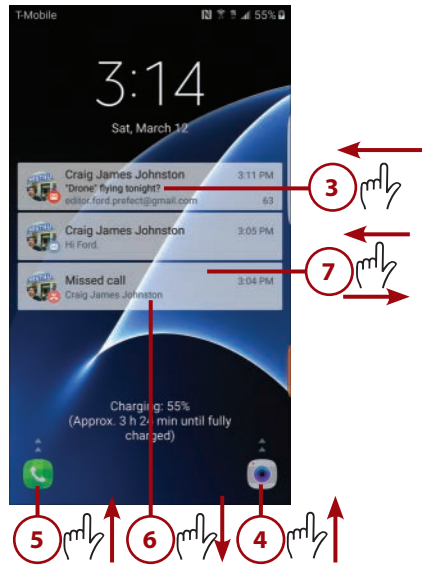 T-Mobile 55%
3:14
Sat, March 12
Craig James Johnston 3:11 PM
"Drone" flying tonight?
editor.ford.prefect@gmail.com 63
3
Craig James Johnston 3:05 PM
Hi Ford.
7
Missed call 3:04 PM
Craig James Johnston
Charging: 55%
(Approx. 3 h 24 min until fully
charged)
5 6 4